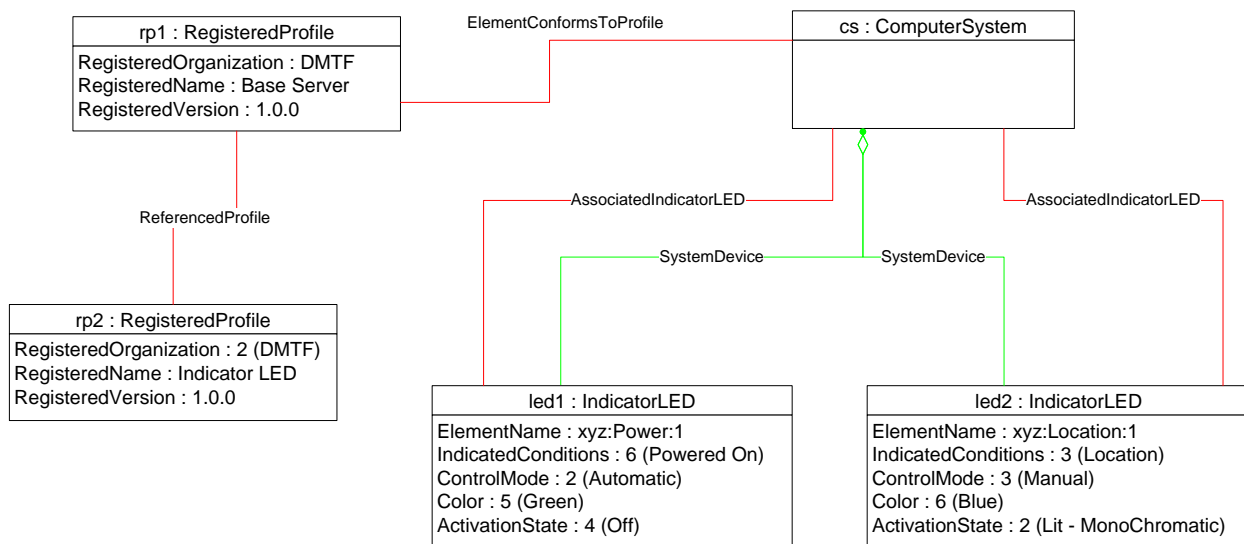 ElementConformsToProfile
rp1 : RegisteredProfile
RegisteredOrganization : DMTF
RegisteredName : Base Server
RegisteredVersion : 1.0.0
cs : ComputerSystem
AssociatedIndicatorLED
AssociatedIndicatorLED
ReferencedProfile
SystemDevice
SystemDevice
rp2 : RegisteredProfile
RegisteredOrganization : 2 (DMTF)
RegisteredName : Indicator LED
RegisteredVersion : 1.0.0
led1 : IndicatorLED
ElementName : xyz:Power:1
IndicatedConditions : 6 (Powered On)
ControlMode : 2 (Automatic)
Color : 5 (Green)
ActivationState : 4 (Off)
led2 : IndicatorLED
ElementName : xyz:Location:1
IndicatedConditions : 3 (Location)
ControlMode : 3 (Manual)
Color : 6 (Blue)
ActivationState : 2 (Lit - MonoChromatic)